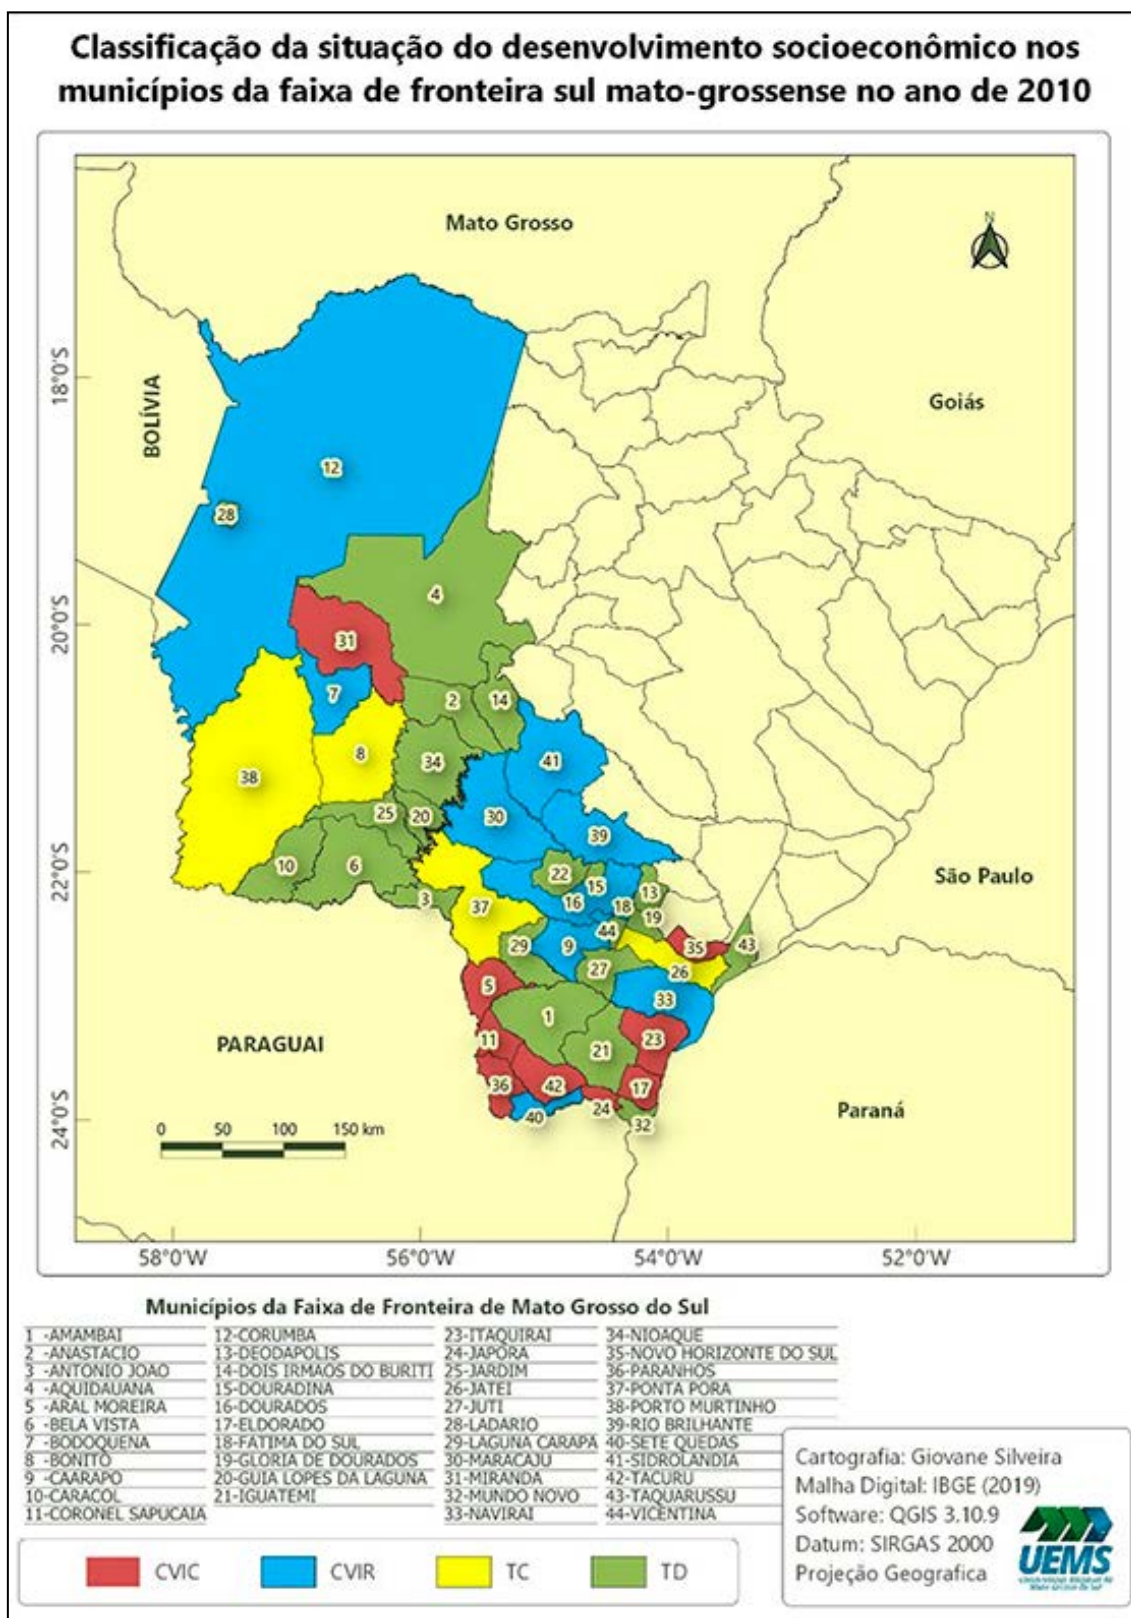 Classificação da situação do desenvolvimento socioeconômico nos
municípios da faixa de fronteira sul mato-grossense no ano de 2010
Mato Grosso
N
18°0'S
BOLÍVIA
Goiás
12
28
4
20°0'S
31
7
2
14
8
34
41
38
25
20
30
39
22°0'S
10
6
22
15
13
São Paulo
3
37
16
18
19
29
9
44
35
43
27
26
5
33
1
PARAGUAI
11
21
23
36
42
17
24°0'S
40
24
32
Paraná
0 50 100 150 km
58°0'W 56°0'W 54°0'W 52°0'W
Municípios da Faixa de Fronteira de Mato Grosso do Sul
1 -AMAMBAI
2 -ANASTACIO
3 -ANTONIO JOAO
4 -AQUIDAUANA
5 -ARAL MOREIRA
6 -BELA VISTA
7 -BODOQUENA
8 -BONITO
9 -CAARAPO
10-CARACOL
11-CORONEL SAPUCAIA
12-CORUMBA
13-DEODAPOLIS
14-DOIS IRMAOS DO BURITI
15-DOURADINA
16-DOURADOS
17-ELDORADO
18-FATIMA DO SUL
19-GLORIA DE DOURADOS
20-GUIA LOPES DA LAGUNA
21-IGUATEMI
23-ITAQUIRAI
24-JAPORA
25-JARDIM
26-JATEI
27-JUTI
28-LADARIO
29-LAGUNA CARAPA
30-MARACAJU
31-MIRANDA
32-MUNDO NOVO
33-NAVIRAI
34-NIOAQUE
35-NOVO HORIZONTE DO SUL
36-PARANHOS
37-PONTA PORA
38-PORTO MURTINHO
39-RIO BRILHANTE
40-SETE QUEDAS
41-SIDROLANDIA
42-TACURU
43-TAQUARUSSU
44-VICENTINA
CVIC CVIR TC TD
Cartografia: Giovane Silveira
Malha Digital: IBGE (2019)
Software: QGIS 3.10.9
Datum: SIRGAS 2000
Projeção Geografica
UEMS
Mato Grosso do Sul